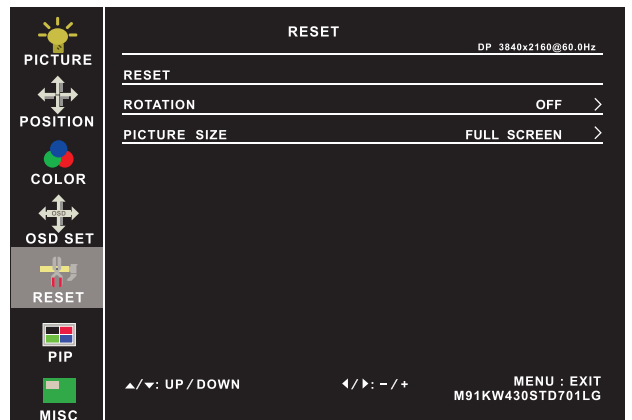 RESET
DP 3840x2160@60.0Hz
PICTURE
POSITION
COLOR
OSD
OSD SET
RESET
PIP
MISC
RESET
ROTATION OFF >
PICTURE SIZE FULL SCREEN >
▲/▼: UP/DOWN ◀/▶: -/+ MENU : EXIT
M91KW430STD701LG